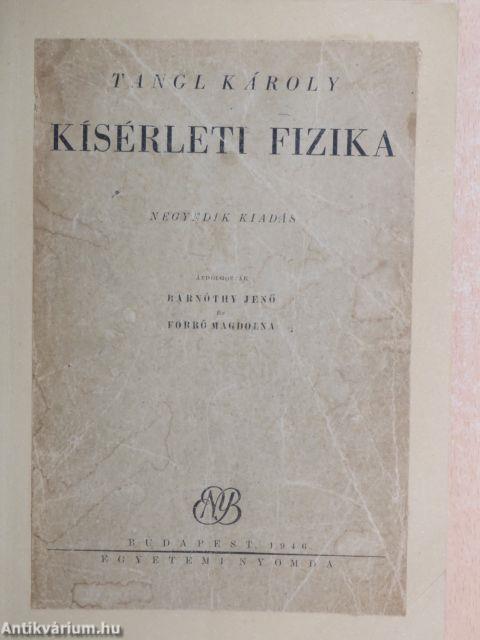 TANGL KÁROLY
KÍSÉRLETI FIZIKA
NEGYEDIK KIADÁS
ÁTDOLGOZTÁK
BARNÓTHY JENŐ
ÉS
FORRÓ MAGDOLNA
BUDAPEST, 1946
EGYETEMI NYOMDA
Antikvárium.hu